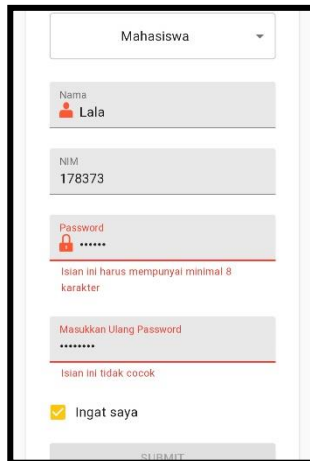 Mahasiswa
Nama
Lala
NIM
178373
Password
••••••
Isian ini harus mempunyai minimal 8
karakter
Masukkan Ulang Password
••••••••
Isian ini tidak cocok
Ingat saya
SUBMIT